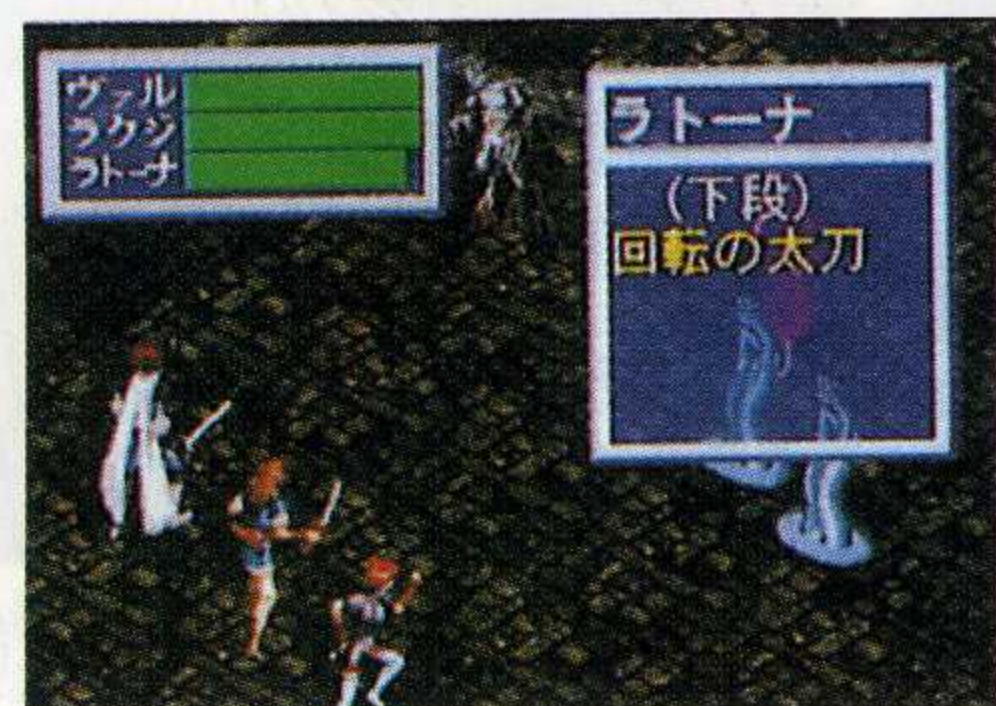 ヴァル
ラクジ
ラトーナ
ラトーナ
(下段)
回転の太刀